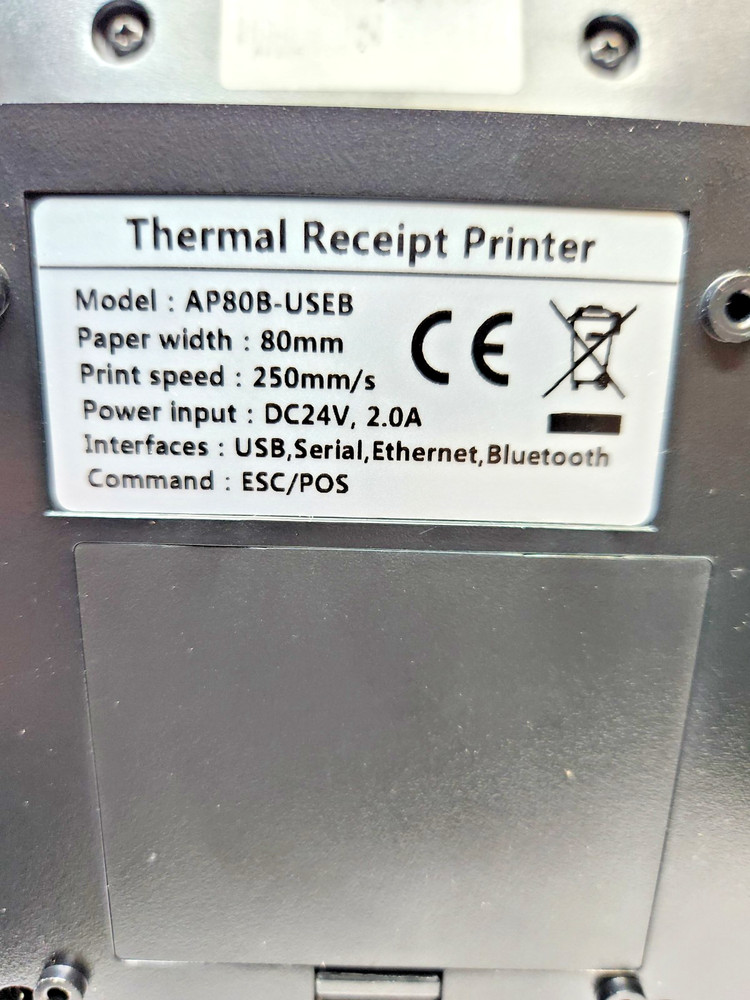 Thermal Receipt Printer
Model : AP80B-USEB
Paper width : 80mm
Print speed : 250mm/s
Power input : DC24V, 2.0A
Interfaces : USB,Serial,Ethernet,Bluetooth
Command : ESC/POS
CE